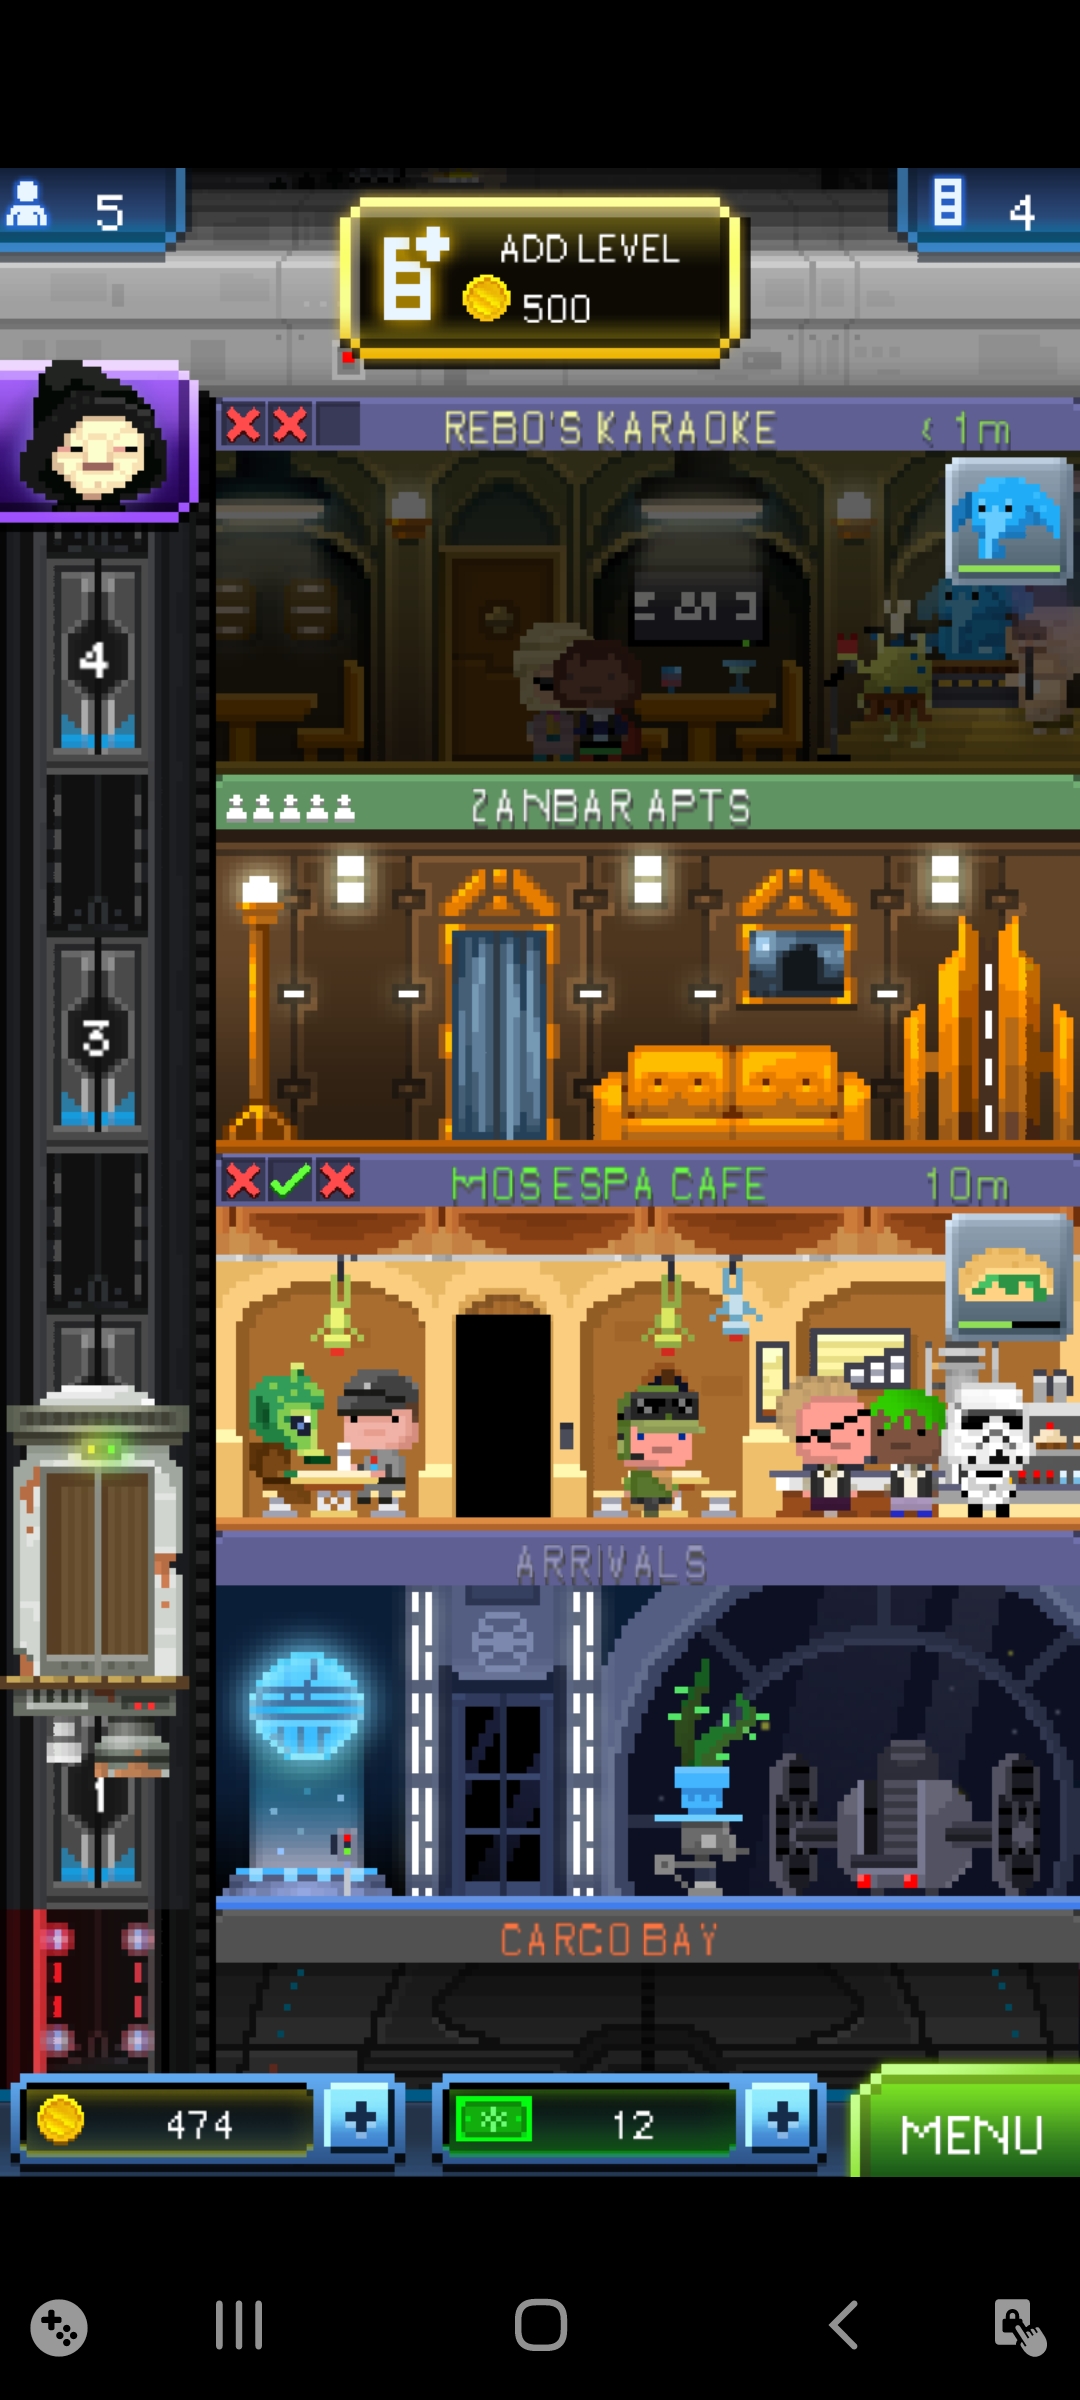 5
ADD LEVEL
500
4
REBO'S KARAOKE
< 1m
4
ZANBAR APTS
3
MOS ESPA CAFE
10m
ARRIVALS
1
CARGO BAY
474
12
MENU